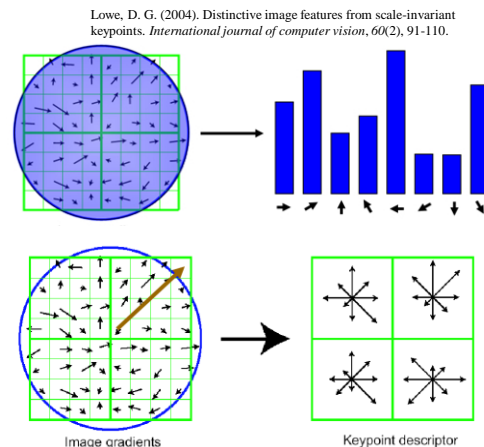 Lowe, D. G. (2004). Distinctive image features from scale-invariant
keypoints. International journal of computer vision, 60(2), 91-110.
Image gradients
Keypoint descriptor